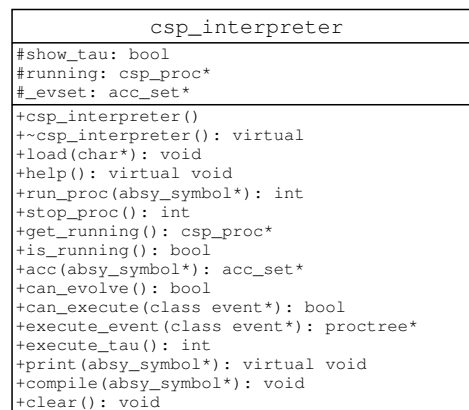 csp_interpreter
#show_tau: bool
#running: csp_proc*
#_evset: acc_set*
+csp_interpreter()
+~csp_interpreter(): virtual
+load(char*): void
+help(): virtual void
+run_proc(absy_symbol*): int
+stop_proc(): int
+get_running(): csp_proc*
+is_running(): bool
+acc(absy_symbol*): acc_set*
+can_evolve(): bool
+can_execute(class event*): bool
+execute_event(class event*): proctree*
+execute_tau(): int
+print(absy_symbol*): virtual void
+compile(absy_symbol*): void
+clear(): void